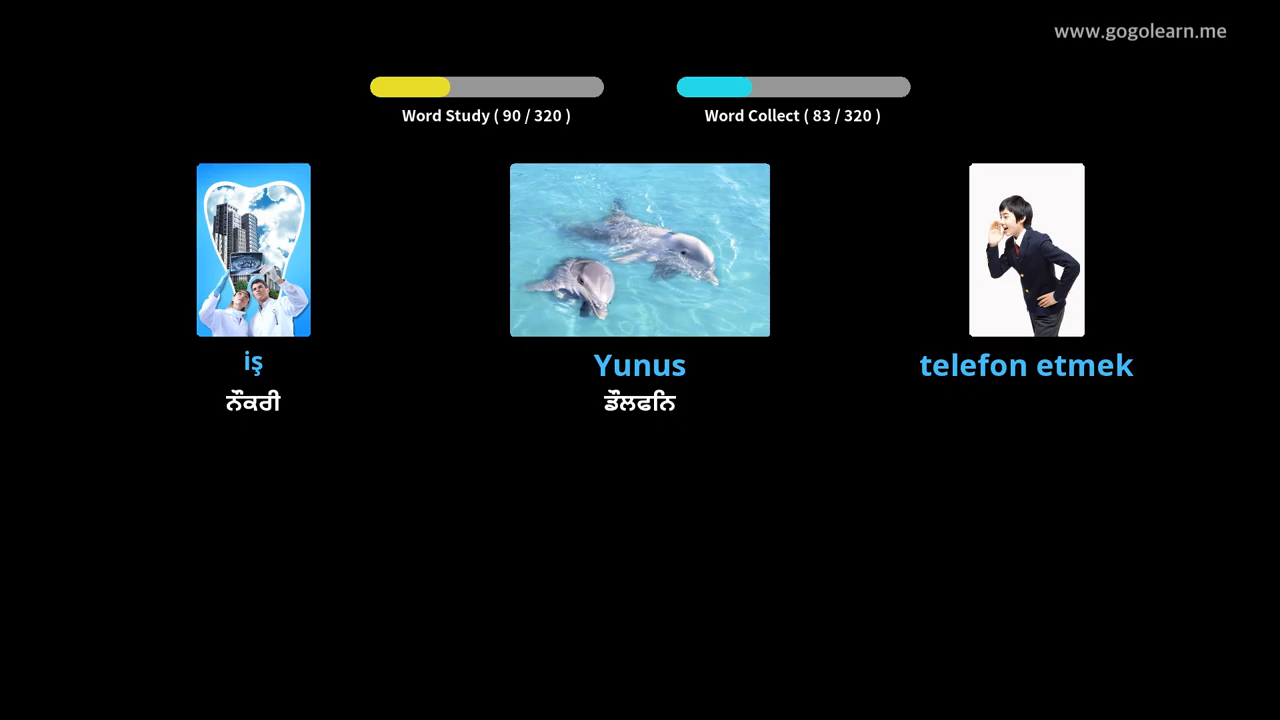 www.gogolearn.me
Word Study ( 90 / 320 )
Word Collect ( 83 / 320 )
iş
Yunus
telefon etmek
ਨੌਕਰੀ
ਡੌਲਫਨਿ